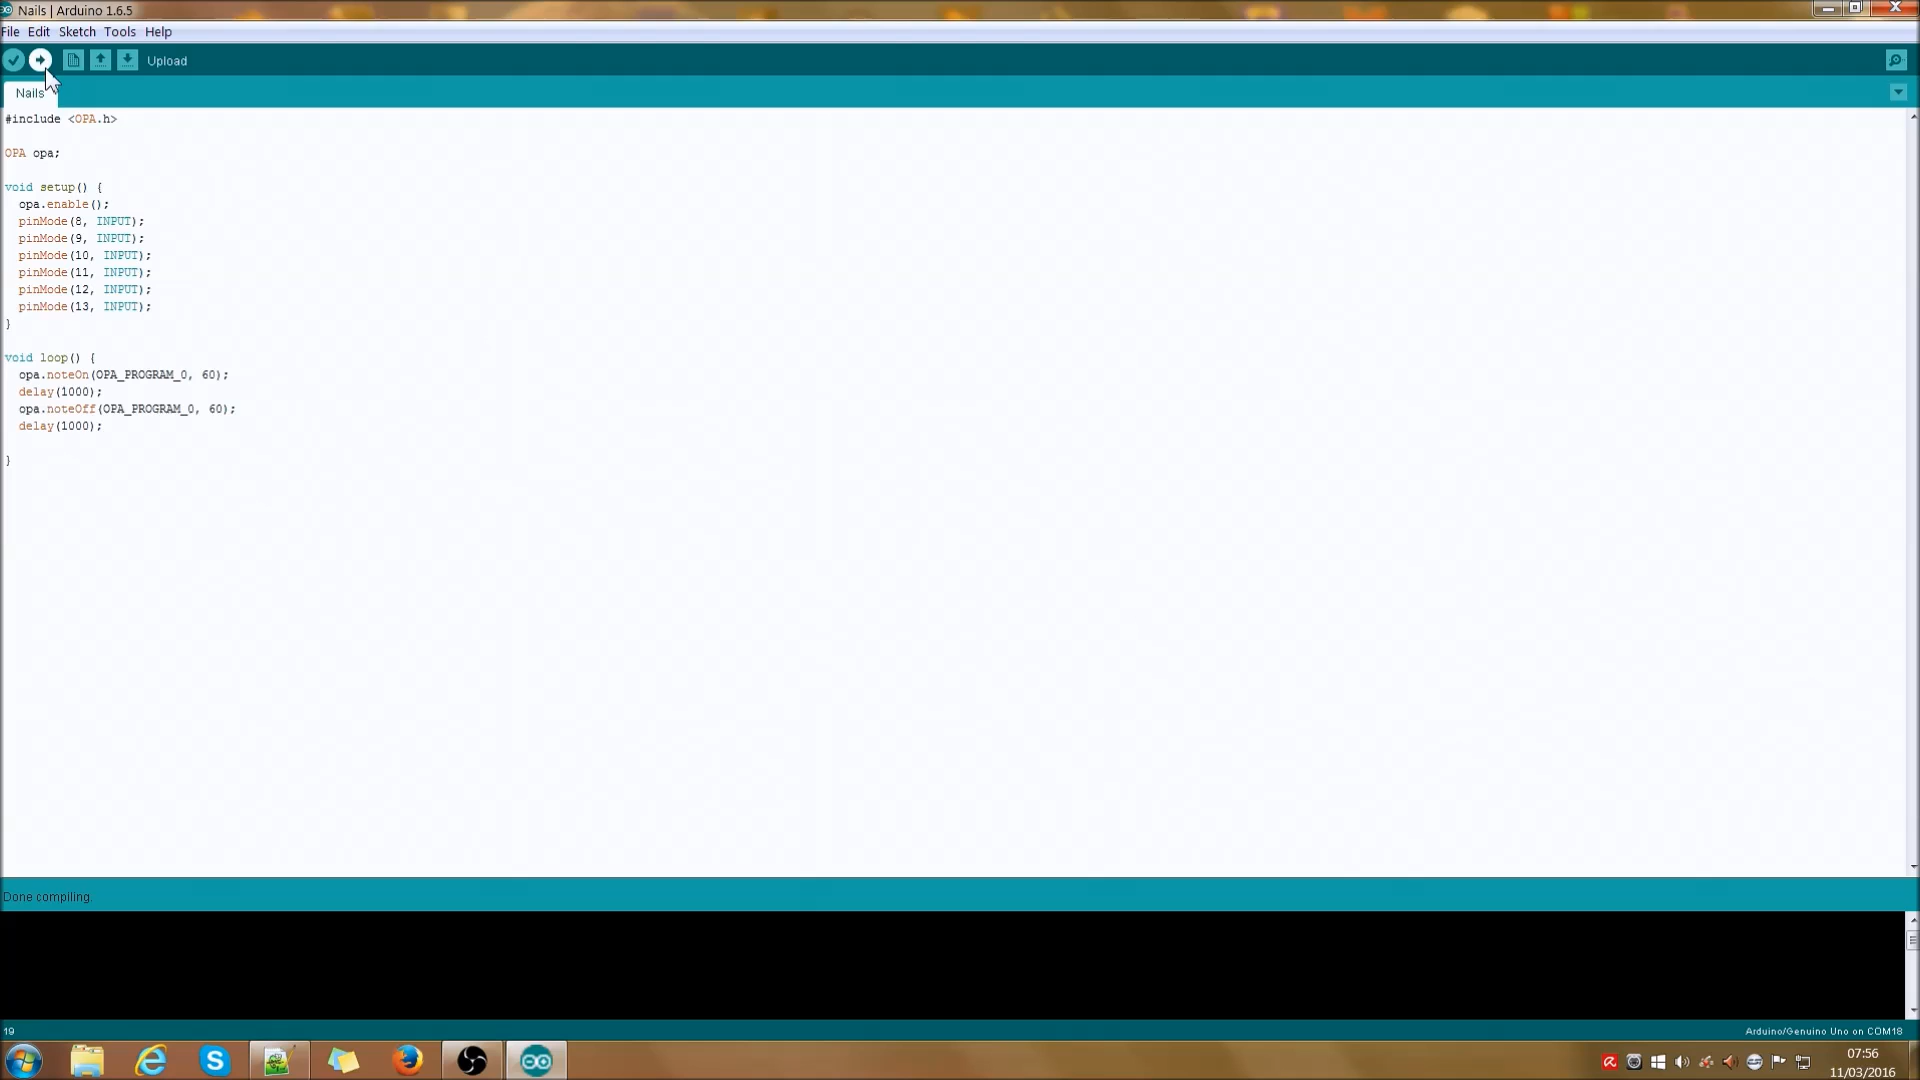 Nails | Arduino 1.6.5
File Edit Sketch Tools Help
Upload
Nails
#include <OPA.h>
OPA opa;
void setup() {
opa.enable();
pinMode(8, INPUT);
pinMode(9, INPUT);
pinMode(10, INPUT);
pinMode(11, INPUT);
pinMode(12, INPUT);
pinMode(13, INPUT);
}
void loop() {
opa.noteOn(OPA_PROGRAM_0, 60);
delay(1000);
opa.noteOff(OPA_PROGRAM_0, 60);
delay(1000);
}
Done compiling.
19
Arduino/Genuino Uno on COM18
07:56
11/03/2016